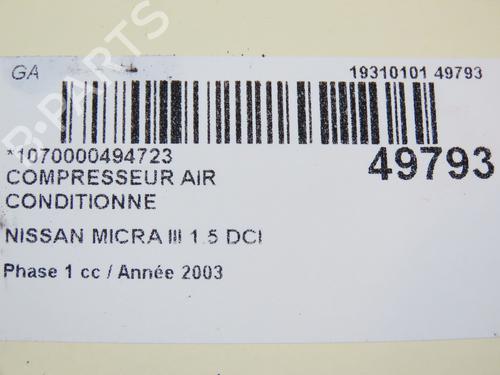 GA
19310101 49793
*1070000494723
49793
COMPRESSEUR AIR
CONDITIONNE
NISSAN MICRA III 1.5 DCI
Phase 1 cc / Année 2003
B-PARTS